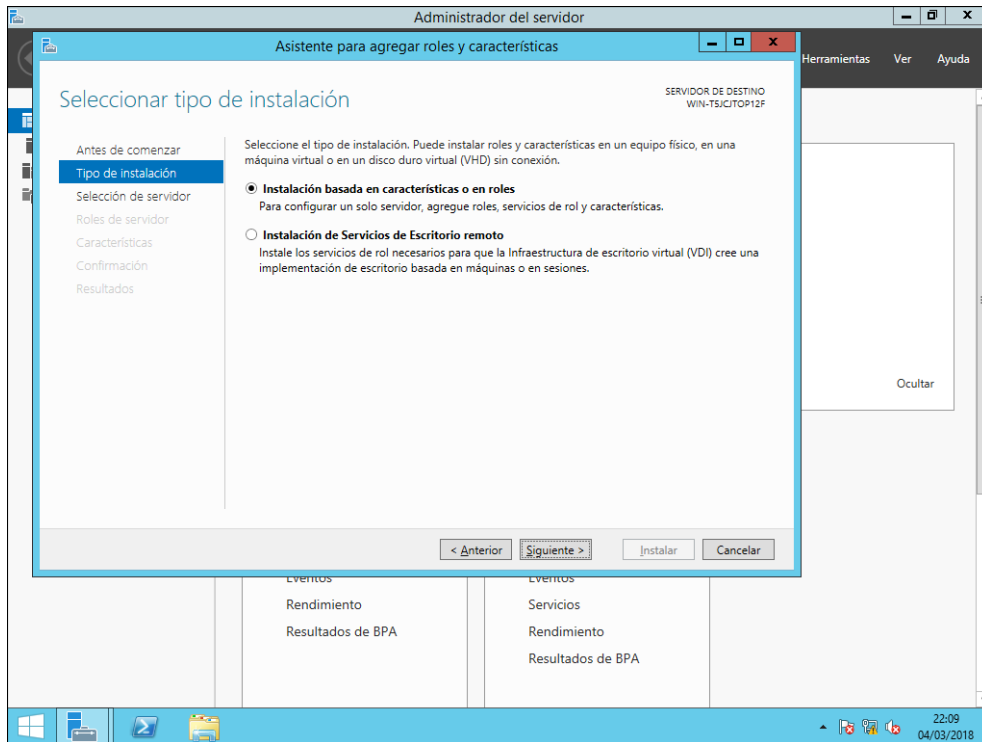 Administrador del servidor
Asistente para agregar roles y características
Herramientas Ver Ayuda
Seleccionar tipo de instalación
SERVIDOR DE DESTINO
WIN-T5JCJTOP12F
Antes de comenzar
Tipo de instalación
Selección de servidor
Roles de servidor
Características
Confirmación
Resultados
Seleccione el tipo de instalación. Puede instalar roles y características en un equipo físico, en una
máquina virtual o en un disco duro virtual (VHD) sin conexión.
Instalación basada en características o en roles
Para configurar un solo servidor, agregue roles, servicios de rol y características.
Instalación de Servicios de Escritorio remoto
Instale los servicios de rol necesarios para que la Infraestructura de escritorio virtual (VDI) cree una
implementación de escritorio basada en máquinas o en sesiones.
Ocultar
< Anterior Siguiente > Instalar Cancelar
Eventos Eventos
Rendimiento Servicios
Resultados de BPA Rendimiento
Resultados de BPA
22:09
04/03/2018